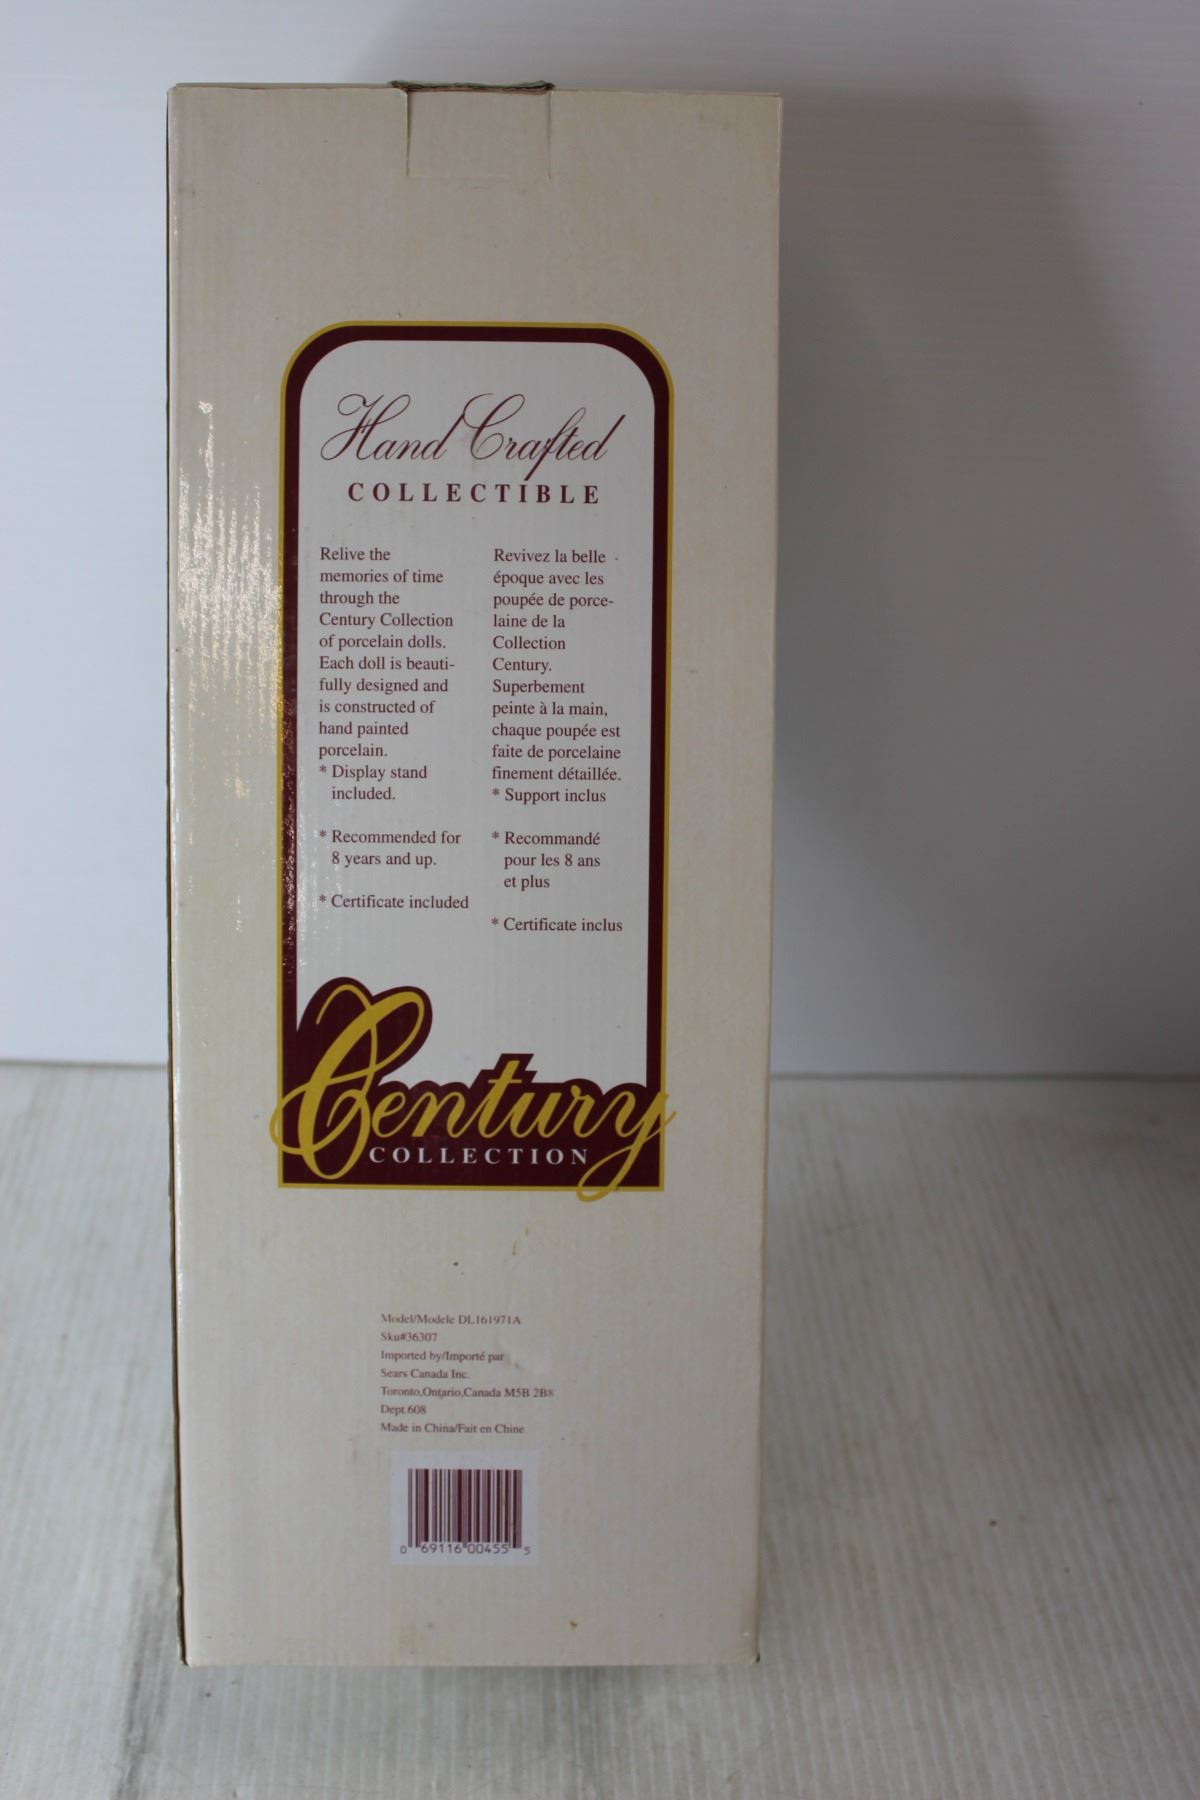 Hand Crafted
COLLECTIBLE
Relive the
memories of time
through the
Century Collection
of porcelain dolls.
Each doll is beauti-
fully designed and
is constructed of
hand painted
porcelain.
* Display stand
included.
* Recommended for
8 years and up.
* Certificate included
Revivez la belle
époque avec les
poupée de porce-
laine de la
Collection
Century.
Superbement
peinte à la main,
chaque poupée est
faite de porcelaine
finement détaillée.
* Support inclus
* Recommandé
pour les 8 ans
et plus
* Certificate inclus
Century
COLLECTION
Model/Modele DL161971A
Sku#36307
Imported by/Importé par
Sears Canada Inc.
Toronto,Ontario,Canada M5B 2B8
Dept.608
Made in China/Fait en Chine
0 69116 00455 5